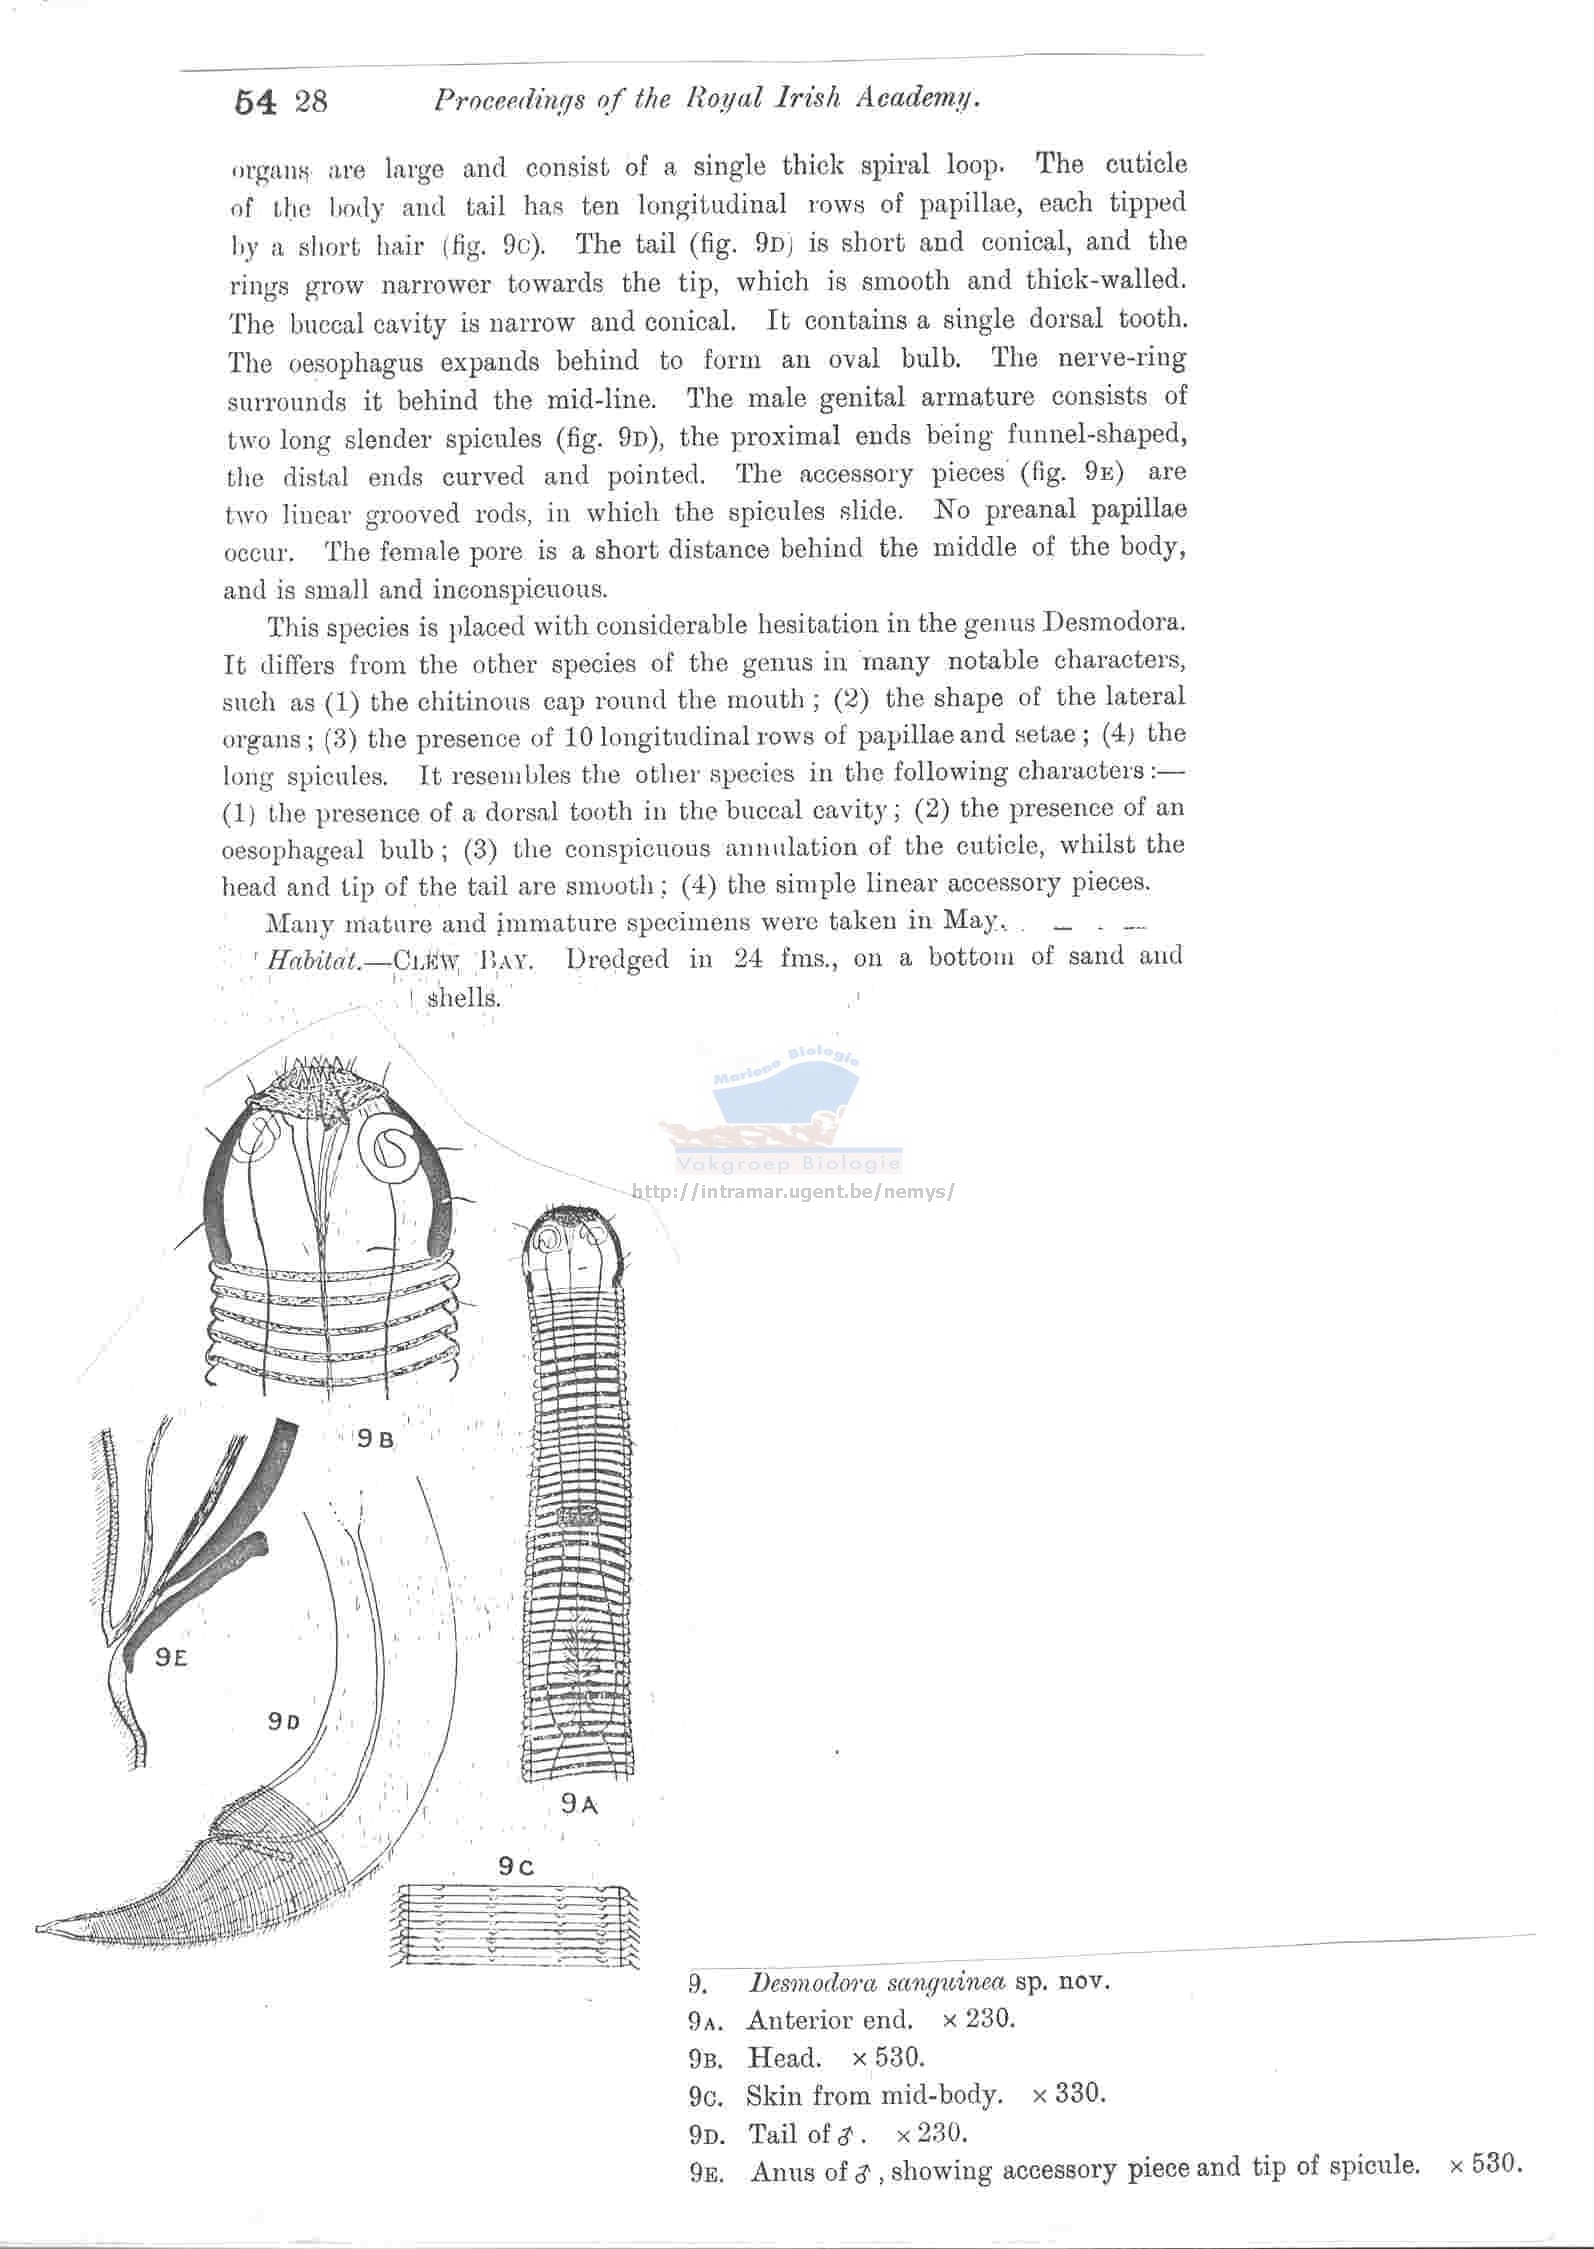 54 28 Proceedings of the Royal Irish Academy.
organs are large and consist of a single thick spiral loop. The cuticle
of the body and tail has ten longitudinal rows of papillae, each tipped
by a short hair (fig. 9C). The tail (fig. 9D) is short and conical, and the
rings grow narrower towards the tip, which is smooth and thick-walled.
The buccal cavity is narrow and conical. It contains a single dorsal tooth.
The oesophagus expands behind to form an oval bulb. The nerve-ring
surrounds it behind the mid-line. The male genital armature consists of
two long slender spicules (fig. 9D), the proximal ends being funnel-shaped,
the distal ends curved and pointed. The accessory pieces (fig. 9E) are
two linear grooved rods, in which the spicules slide. No preanal papillae
occur. The female pore is a short distance behind the middle of the body,
and is small and inconspicuous.
This species is placed with considerable hesitation in the genus Desmodora.
It differs from the other species of the genus in many notable characters,
such as (1) the chitinous cap round the mouth; (2) the shape of the lateral
organs; (3) the presence of 10 longitudinal rows of papillae and setae; (4) the
long spicules. It resembles the other species in the following characters:—
(1) the presence of a dorsal tooth in the buccal cavity; (2) the presence of an
oesophageal bulb; (3) the conspicuous annulation of the cuticle, whilst the
head and tip of the tail are smooth; (4) the simple linear accessory pieces.
Many mature and immature specimens were taken in May.
Habitat.—CLEW BAY. Dredged in 24 fms., on a bottom of sand and
shells.
Mariene Biologie
Vakgroep Biologie
http://intramar.ugent.be/nemys/
9B
9E
9D
9A
9C
9. Desmodora sanguinea sp. nov.
9A. Anterior end. × 230.
9B. Head. × 530.
9C. Skin from mid-body. × 330.
9D. Tail of ♂. × 230.
9E. Anus of ♂, showing accessory piece and tip of spicule. × 530.